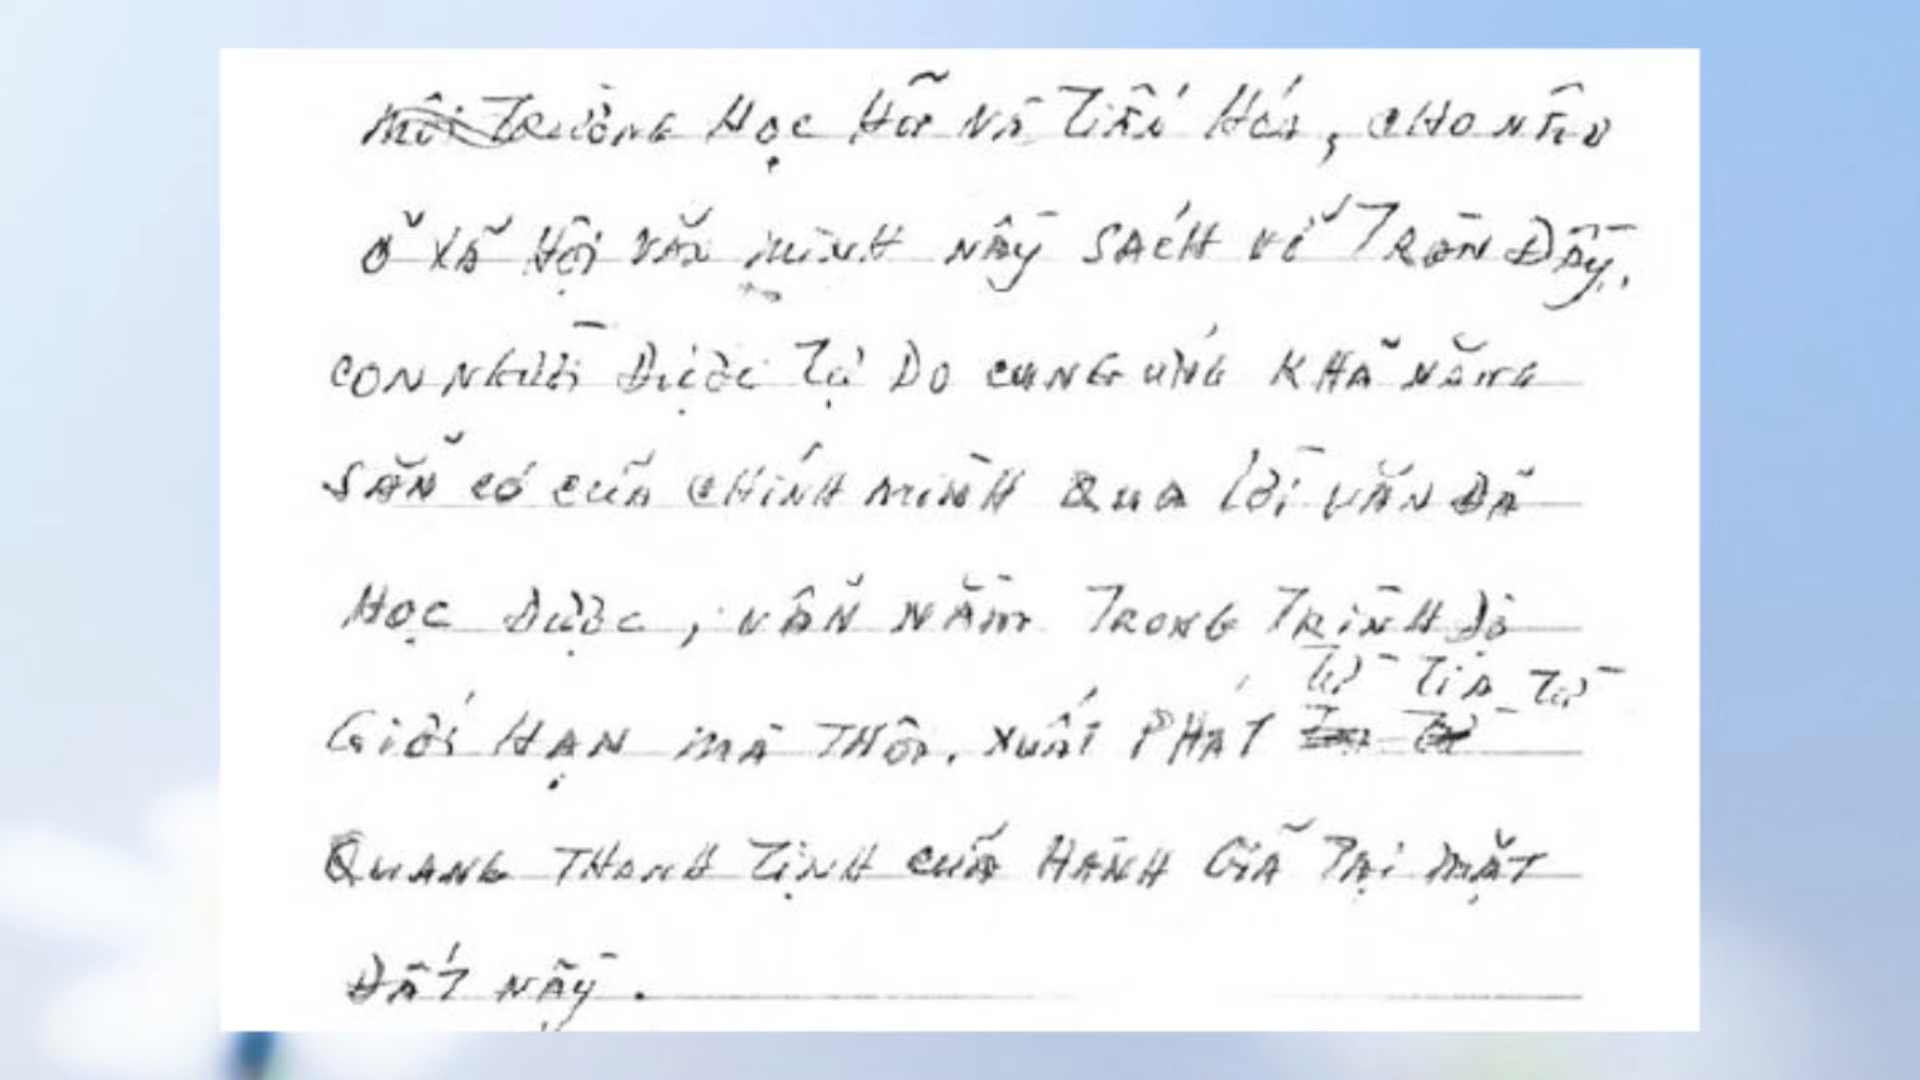 MÔI TRƯỜNG HỌC HỎI VÀ TIẾN HÓA, CHO NÊN
Ở XÃ HỘI VĂN MINH NÀY SÁCH VỞ TRÀN ĐẦY,
CON NGƯỜI ĐƯỢC TỰ DO CUNG ỨNG KHẢ NĂNG
SẴN CÓ CỦA CHÍNH MÌNH QUA LỜI VĂN ĐÃ
HỌC ĐƯỢC, VẪN NẰM TRONG TRÌNH ĐỘ
GIỚI HẠN MÀ THÔI. XUẤT PHÁT TỪ TIA TỪ
QUANG THANH TỊNH CỦA HÀNH GIẢ TẠI MẶT
ĐẤT NÀY.